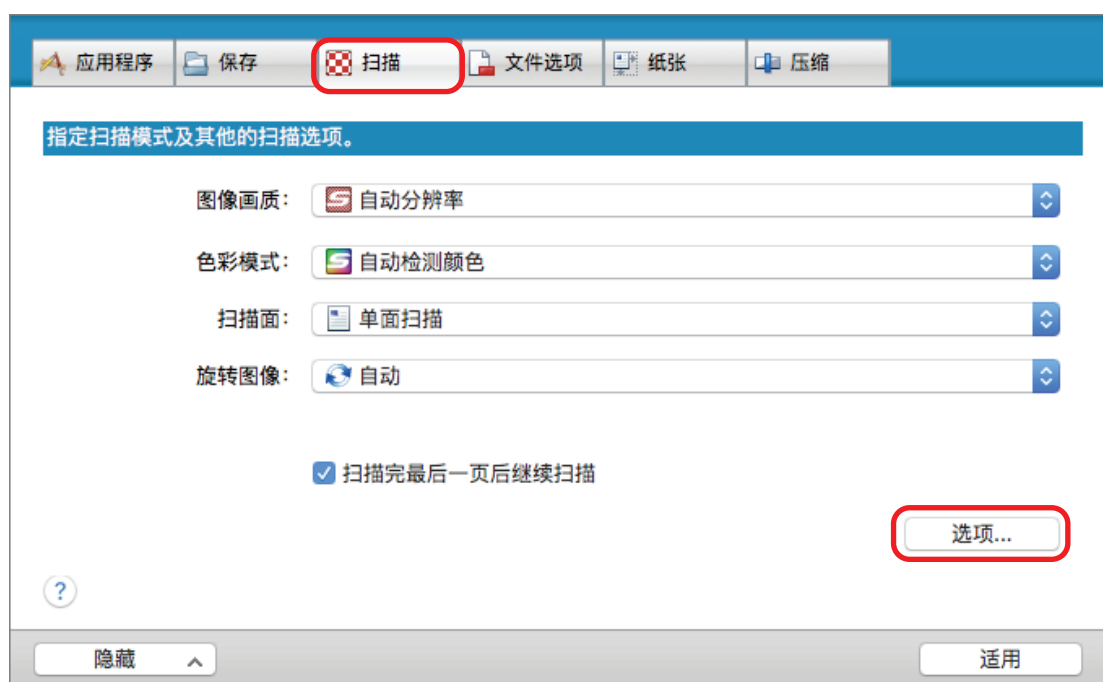 应用程序 保存 扫描 文件选项 纸张 压缩
指定扫描模式及其他的扫描选项。
图像画质: 自动分辨率
色彩模式: 自动检测颜色
扫描面: 单面扫描
旋转图像: 自动
扫描完最后一页后继续扫描
选项...
?
隐藏 适用